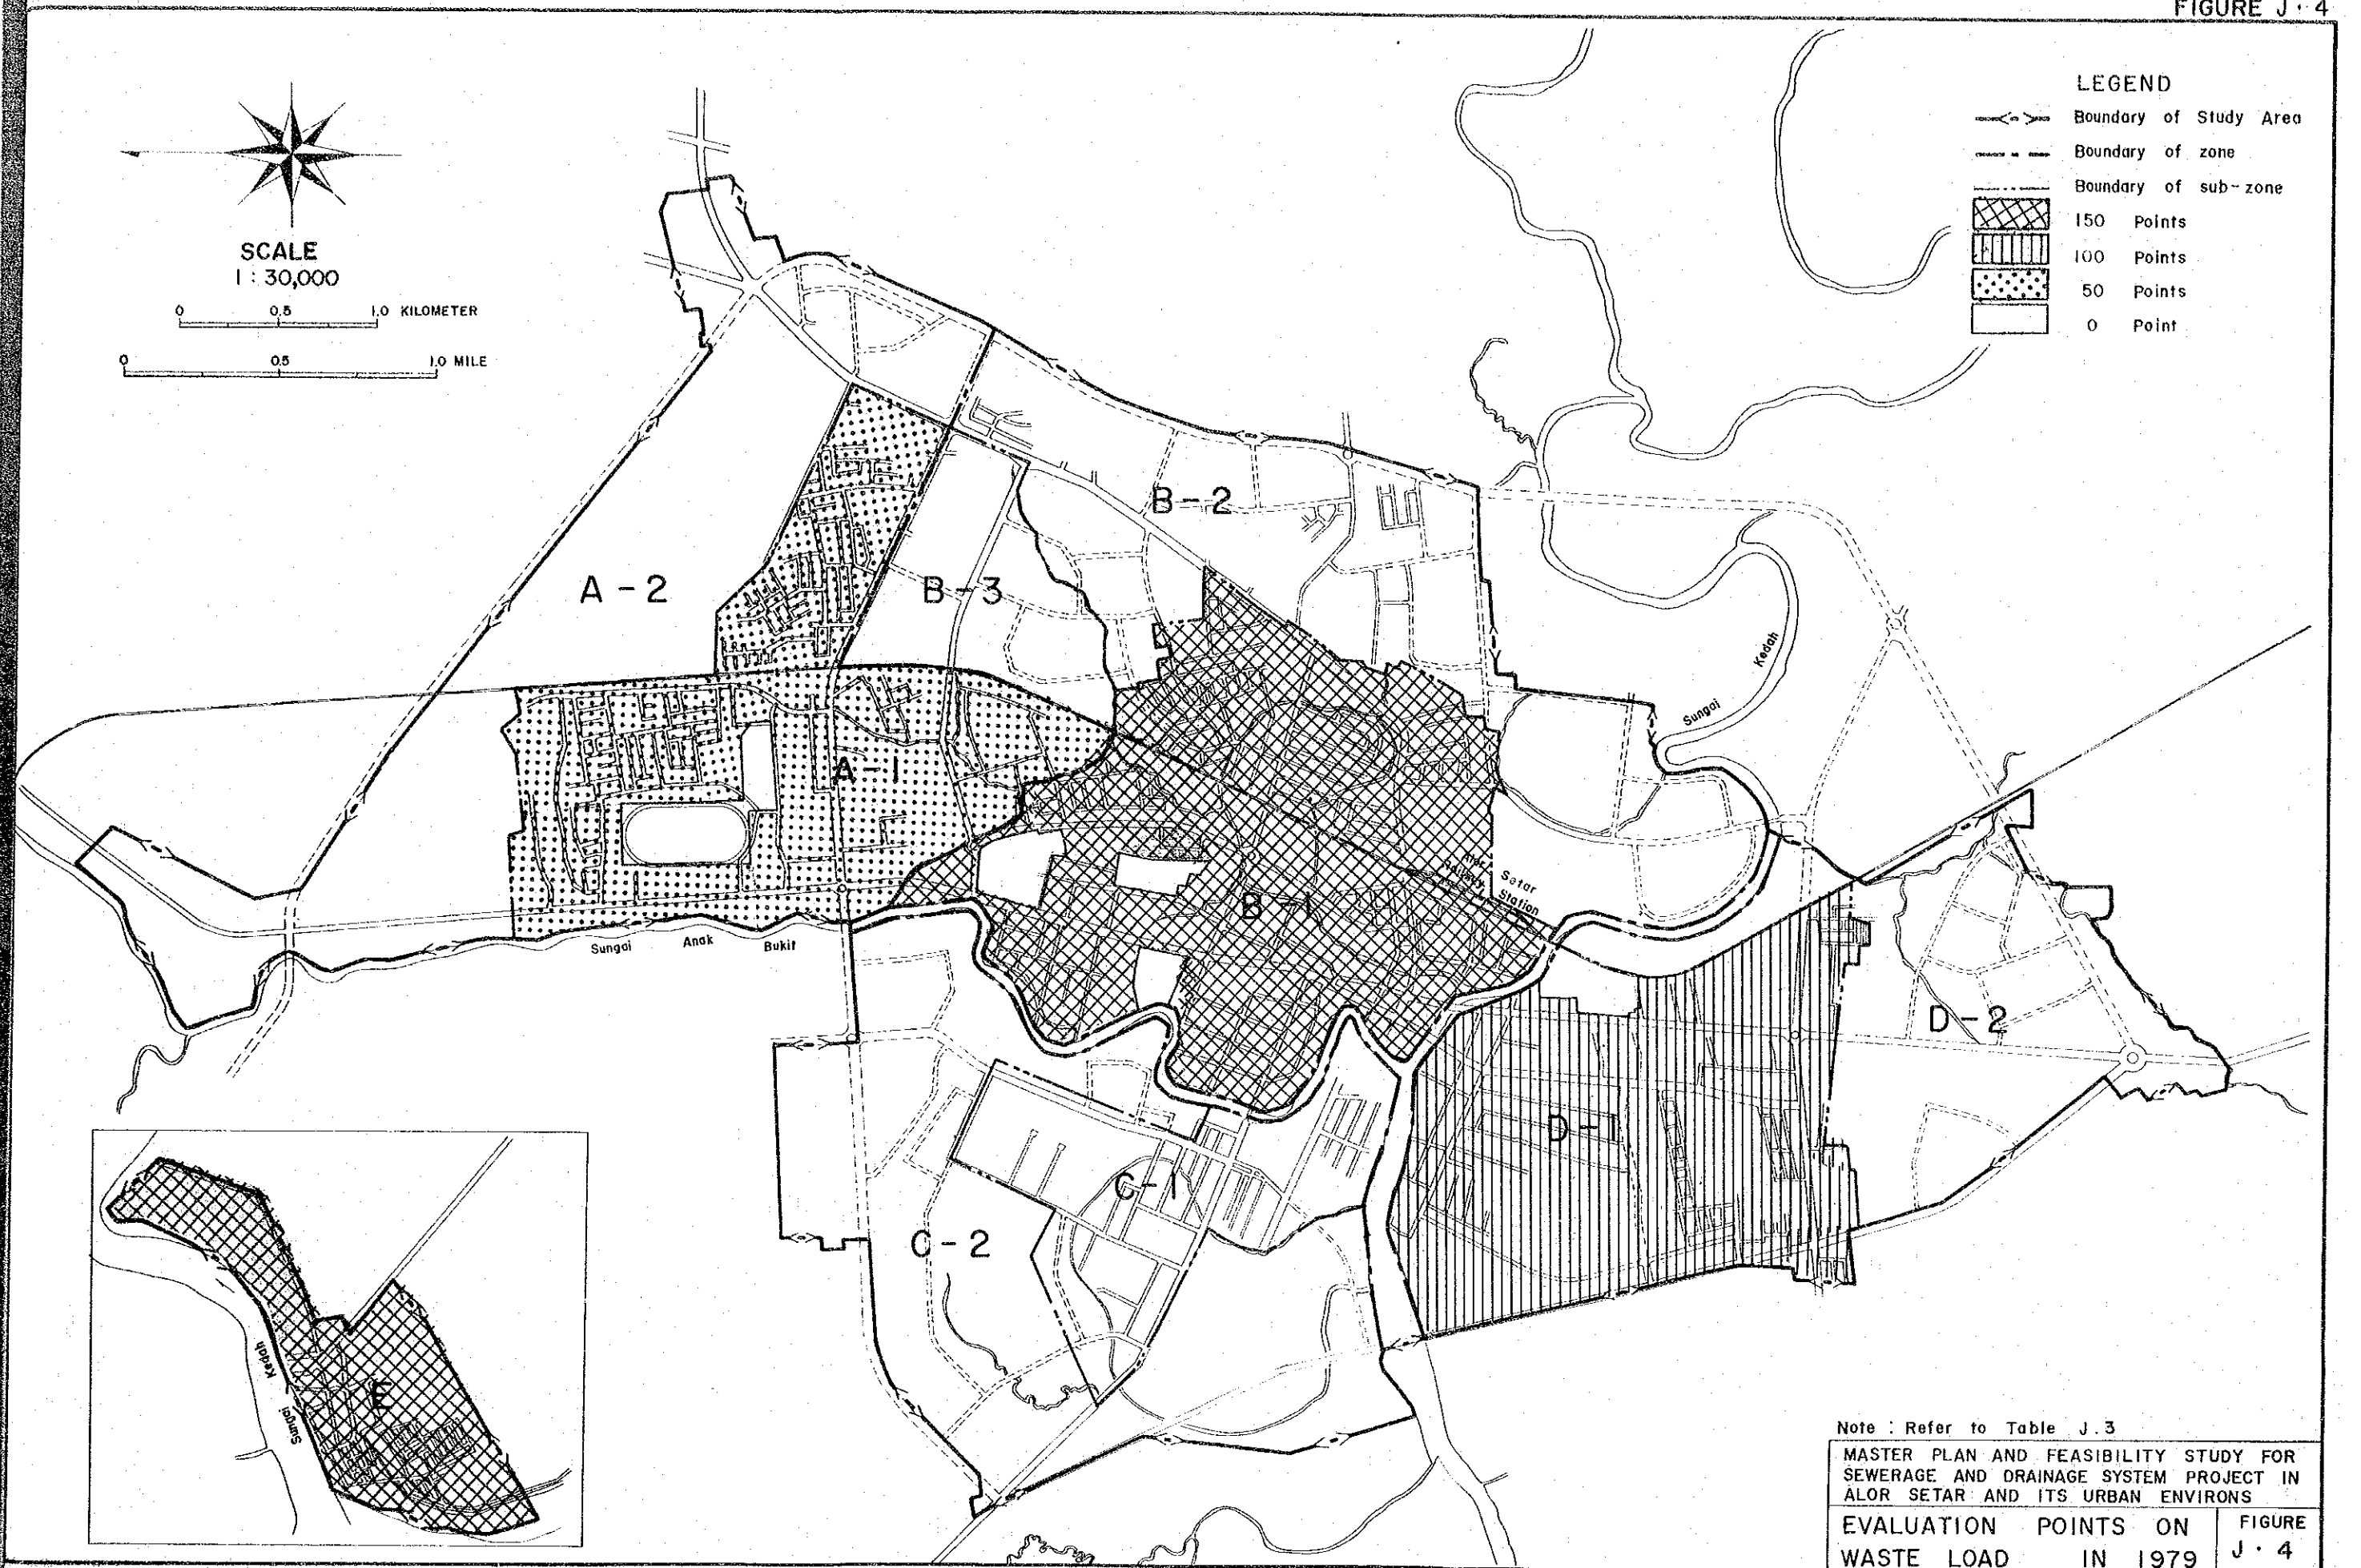 FIGURE J · 4
LEGEND
Boundary of Study Area
Boundary of zone
Boundary of sub-zone
150 Points
100 Points
50 Points
0 Point
SCALE
1 : 30,000
0 0.5 1.0 KILOMETER
0 0.5 1.0 MILE
A-2
B-3
B-2
A-1
B-1
Sungai Kedah
Alor Setar
Railway Station
Sungai Anak Bukit
D-2
D-1
C-1
C-2
E
Sungai Kedah
Note : Refer to Table J.3
MASTER PLAN AND FEASIBILITY STUDY FOR
SEWERAGE AND DRAINAGE SYSTEM PROJECT IN
ALOR SETAR AND ITS URBAN ENVIRONS
EVALUATION POINTS ON
WASTE LOAD IN 1979
FIGURE
J · 4